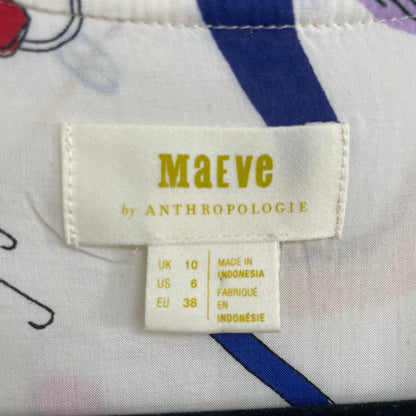 Maeve
by ANTHROPOLOGIE
UK 10
US 6
EU 38
MADE IN
INDONESIA
FABRIQUÉ
EN
INDONÉSIE